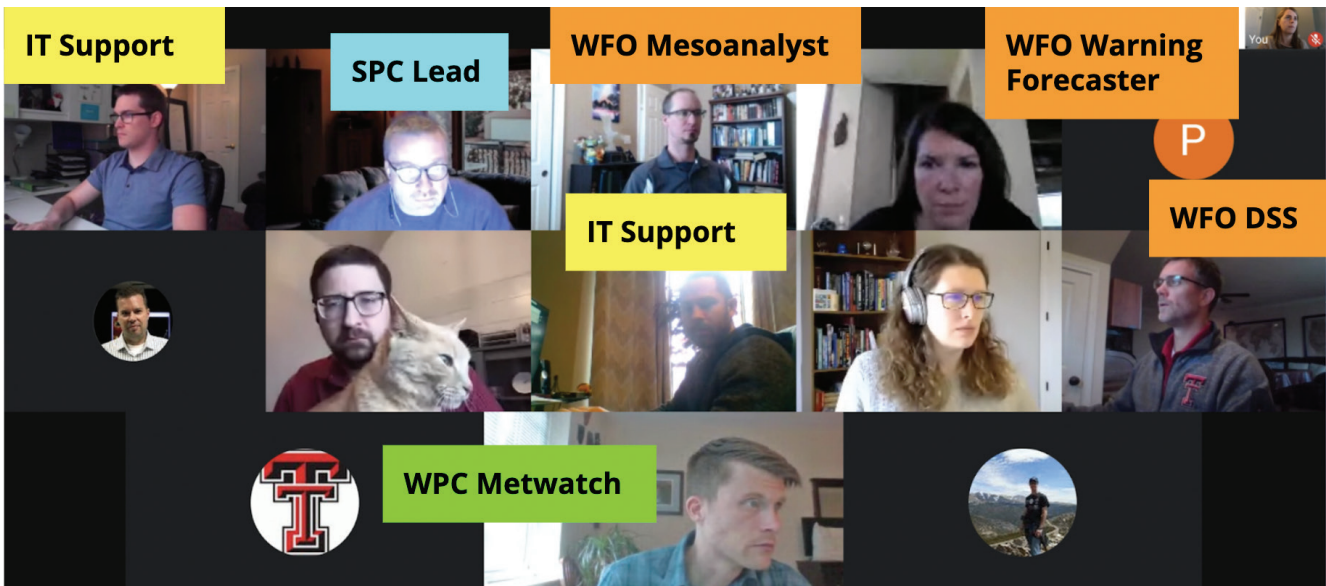 IT Support
SPC Lead
WFO Mesoanalyst
WFO Warning
Forecaster
You
P
IT Support
WFO DSS
WPC Metwatch